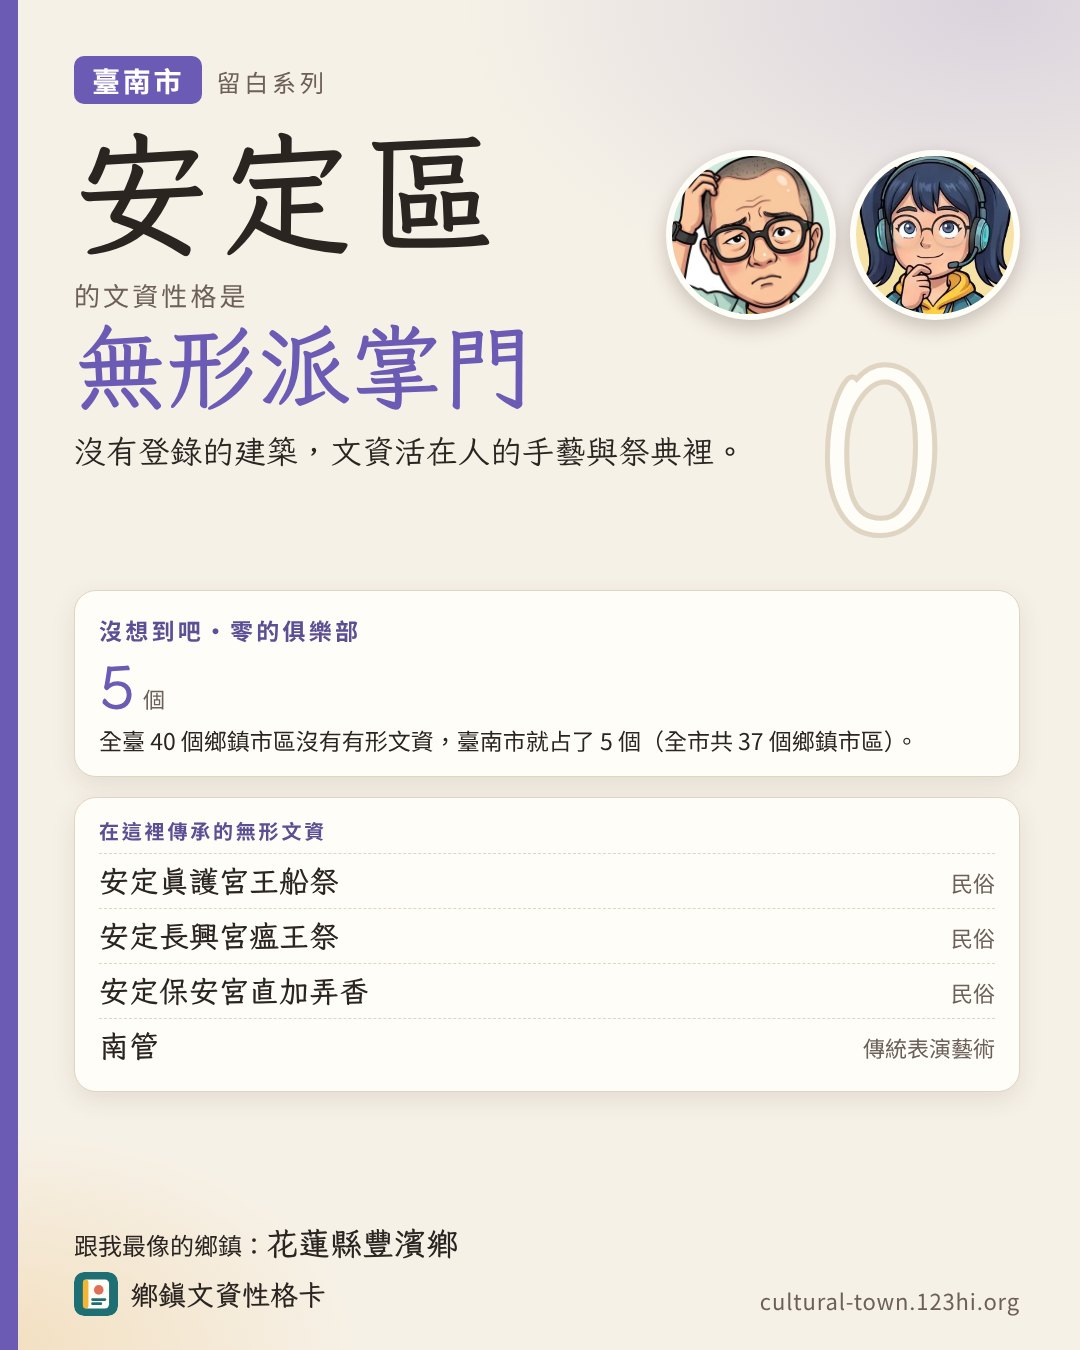 臺南市 留白系列
安定區
的文資性格是
無形派掌門
沒有登錄的建築，文資活在人的手藝與祭典裡。
0
沒想到吧・零的俱樂部
5 個
全臺 40 個鄉鎮市區沒有有形文資，臺南市就占了 5 個（全市共 37 個鄉鎮市區）。
在這裡傳承的無形文資
安定眞護宮王船祭 民俗
安定長興宮瘟王祭 民俗
安定保安宮直加弄香 民俗
南管 傳統表演藝術
跟我最像的鄉鎮：花蓮縣豐濱鄉
鄉鎮文資性格卡
cultural-town.123hi.org